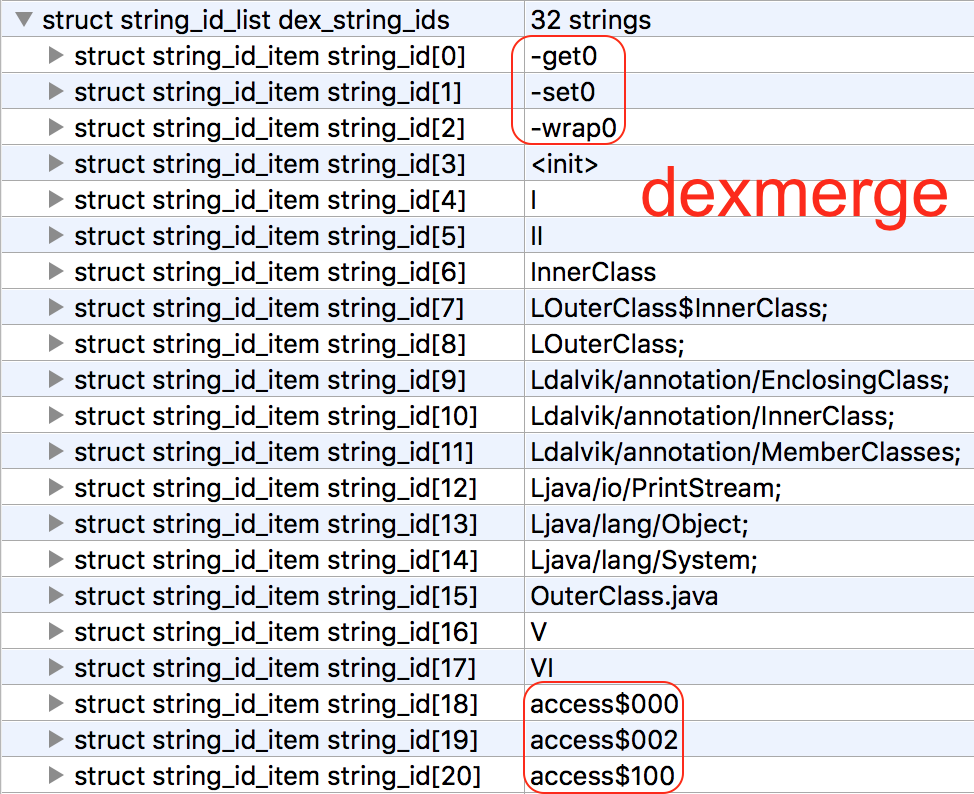 struct string_id_list dex_string_ids 32 strings
struct string_id_item string_id[0] -get0
struct string_id_item string_id[1] -set0
struct string_id_item string_id[2] -wrap0
struct string_id_item string_id[3] <init>
dexmerge
struct string_id_item string_id[4] I
struct string_id_item string_id[5] II
struct string_id_item string_id[6] InnerClass
struct string_id_item string_id[7] LOuterClass$InnerClass;
struct string_id_item string_id[8] LOuterClass;
struct string_id_item string_id[9] Ldalvik/annotation/EnclosingClass;
struct string_id_item string_id[10] Ldalvik/annotation/InnerClass;
struct string_id_item string_id[11] Ldalvik/annotation/MemberClasses;
struct string_id_item string_id[12] Ljava/io/PrintStream;
struct string_id_item string_id[13] Ljava/lang/Object;
struct string_id_item string_id[14] Ljava/lang/System;
struct string_id_item string_id[15] OuterClass.java
struct string_id_item string_id[16] V
struct string_id_item string_id[17] VI
struct string_id_item string_id[18] access$000
struct string_id_item string_id[19] access$002
struct string_id_item string_id[20] access$100